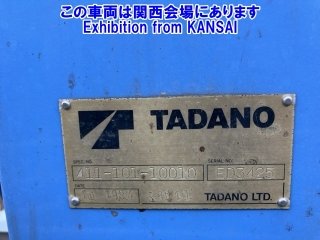 この車両は関西会場にあります
Exhibition from KANSAI
TADANO
SPEC. NO. SERIAL NO.
411-101-10010
DATE
TADANO LTD.